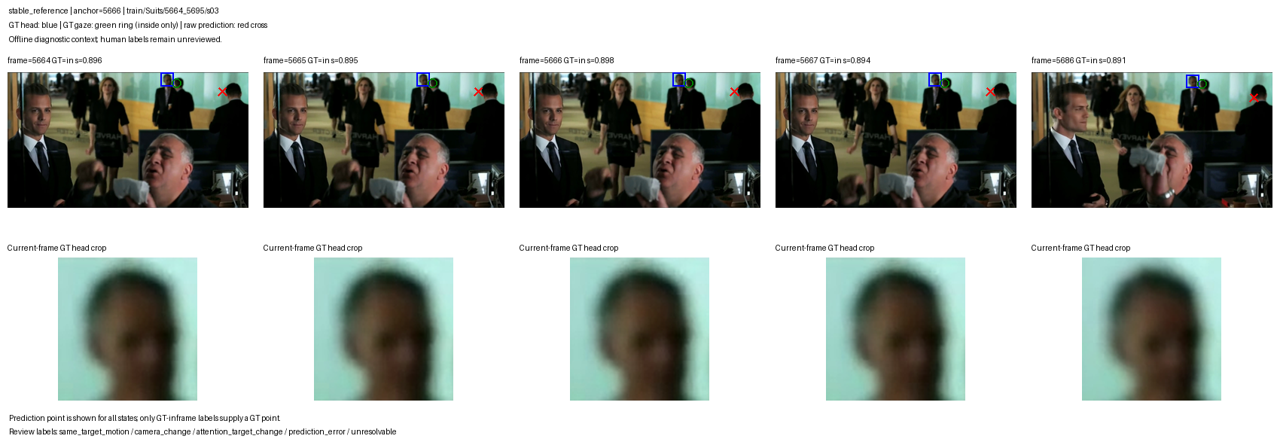 stable_reference | anchor=5666 | train/Suits/5664_5695/s03
GT head: blue | GT gaze: green ring (inside only) | raw prediction: red cross
Offline diagnostic context; human labels remain unreviewed.
frame=5664 GT=in s=0.896
frame=5665 GT=in s=0.895
frame=5666 GT=in s=0.898
frame=5667 GT=in s=0.894
frame=5686 GT=in s=0.891
Current-frame GT head crop
Current-frame GT head crop
Current-frame GT head crop
Current-frame GT head crop
Current-frame GT head crop
Prediction point is shown for all states; only GT-inframe labels supply a GT point
Review labels: same_target_motion / camera_change / attention_target_change / prediction_error / unresolvable